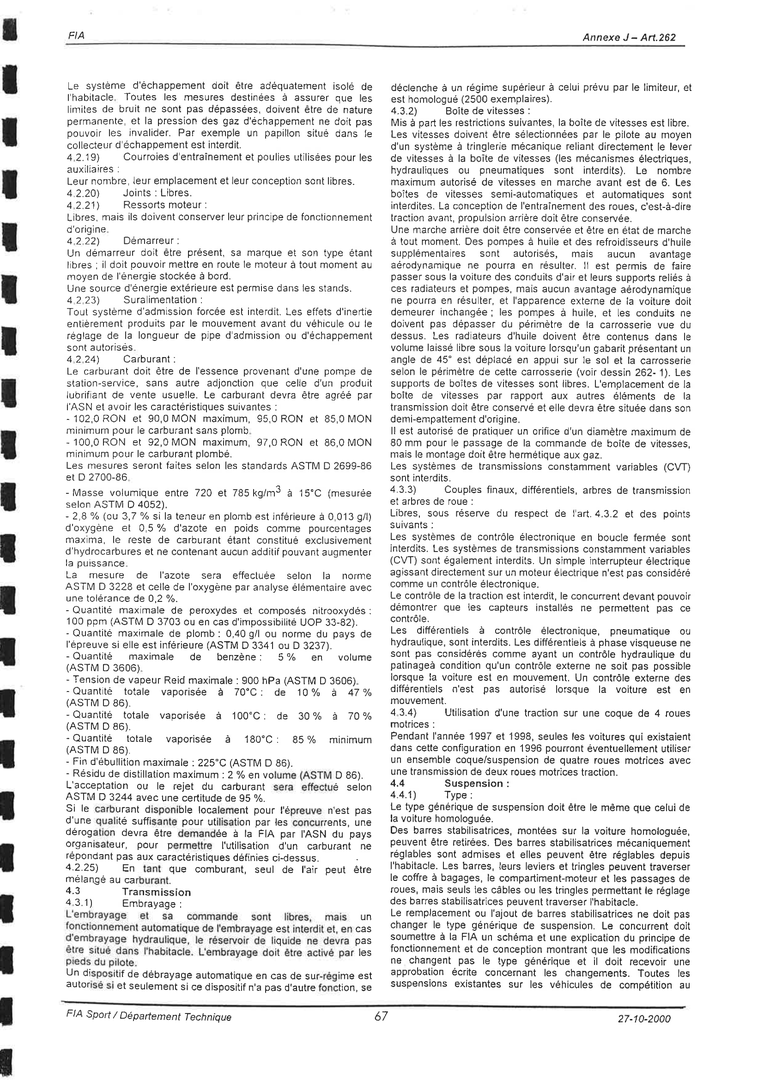 FIA
Annexe J – Art.262
Le système d'échappement doit être adéquatement isolé de
l'habitacle. Toutes les mesures destinées à assurer que les
limites de bruit ne sont pas dépassées, doivent être de nature
permanente, et la pression des gaz d'échappement ne doit pas
pouvoir les invalider. Par exemple un papillon situé dans le
collecteur d'échappement est interdit.
4.2.19) Courroies d'entraînement et poulies utilisées pour les
auxiliaires :
Leur nombre, leur emplacement et leur conception sont libres.
4.2.20) Joints : Libres.
4.2.21) Ressorts moteur :
Libres, mais ils doivent conserver leur principe de fonctionnement
d'origine.
4.2.22) Démarreur :
Un démarreur doit être présent, sa marque et son type étant
libres ; il doit pouvoir mettre en route le moteur à tout moment au
moyen de l'énergie stockée à bord.
Une source d'énergie extérieure est permise dans les stands.
4.2.23) Suralimentation :
Tout système d'admission forcée est interdit. Les effets d'inertie
entièrement produits par le mouvement avant du véhicule ou le
réglage de la longueur de pipe d'admission ou d'échappement
sont autorisés.
4.2.24) Carburant :
Le carburant doit être de l'essence provenant d'une pompe de
station-service, sans autre adjonction que celle d'un produit
lubrifiant de vente usuelle. Le carburant devra être agréé par
l'ASN et avoir les caractéristiques suivantes :
- 102,0 RON et 90,0 MON maximum, 95,0 RON et 85,0 MON
minimum pour le carburant sans plomb.
- 100,0 RON et 92,0 MON maximum, 97,0 RON et 86,0 MON
minimum pour le carburant plombé.
Les mesures seront faites selon les standards ASTM D 2699-86
et D 2700-86.
- Masse volumique entre 720 et 785 kg/m³ à 15°C (mesurée
selon ASTM D 4052).
- 2,8 % (ou 3,7 % si la teneur en plomb est inférieure à 0,013 g/l)
d'oxygène et 0,5 % d'azote en poids comme pourcentages
maxima, le reste de carburant étant constitué exclusivement
d'hydrocarbures et ne contenant aucun additif pouvant augmenter
la puissance.
La mesure de l'azote sera effectuée selon la norme
ASTM D 3228 et celle de l'oxygène par analyse élémentaire avec
une tolérance de 0,2 %.
- Quantité maximale de peroxydes et composés nitrooxydés :
100 ppm (ASTM D 3703 ou en cas d'impossibilité UOP 33-82).
- Quantité maximale de plomb : 0,40 g/l ou norme du pays de
l'épreuve si elle est inférieure (ASTM D 3341 ou D 3237).
- Quantité maximale de benzène : 5 % en volume
(ASTM D 3606).
- Tension de vapeur Reid maximale : 900 hPa (ASTM D 3606).
- Quantité totale vaporisée à 70°C : de 10 % à 47 %
(ASTM D 86).
- Quantité totale vaporisée à 100°C : de 30 % à 70 %
(ASTM D 86).
- Quantité totale vaporisée à 180°C : 85 % minimum
(ASTM D 86).
- Fin d'ébullition maximale : 225°C (ASTM D 86).
- Résidu de distillation maximum : 2 % en volume (ASTM D 86).
L'acceptation ou le rejet du carburant sera effectué selon
ASTM D 3244 avec une certitude de 95 %.
Si le carburant disponible localement pour l'épreuve n'est pas
d'une qualité suffisante pour utilisation par les concurrents, une
dérogation devra être demandée à la FIA par l'ASN du pays
organisateur, pour permettre l'utilisation d'un carburant ne
répondant pas aux caractéristiques définies ci-dessus.
4.2.25) En tant que comburant, seul de l'air peut être
mélangé au carburant.
4.3 Transmission
4.3.1) Embrayage :
L'embrayage et sa commande sont libres, mais un
fonctionnement automatique de l'embrayage est interdit et, en cas
d'embrayage hydraulique, le réservoir de liquide ne devra pas
être situé dans l'habitacle. L'embrayage doit être activé par les
pieds du pilote.
Un dispositif de débrayage automatique en cas de sur-régime est
autorisé si et seulement si ce dispositif n'a pas d'autre fonction, se
déclenche à un régime supérieur à celui prévu par le limiteur, et
est homologué (2500 exemplaires).
4.3.2) Boîte de vitesses :
Mis à part les restrictions suivantes, la boîte de vitesses est libre.
Les vitesses doivent être sélectionnées par le pilote au moyen
d'un système à tringlerie mécanique reliant directement le lever
de vitesses à la boîte de vitesses (les mécanismes électriques,
hydrauliques ou pneumatiques sont interdits). Le nombre
maximum autorisé de vitesses en marche avant est de 6. Les
boîtes de vitesses semi-automatiques et automatiques sont
interdites. La conception de l'entraînement des roues, c'est-à-dire
traction avant, propulsion arrière doit être conservée.
Une marche arrière doit être conservée et être en état de marche
à tout moment. Des pompes à huile et des refroidisseurs d'huile
supplémentaires sont autorisés, mais aucun avantage
aérodynamique ne pourra en résulter. Il est permis de faire
passer sous la voiture des conduits d'air et leurs supports reliés à
ces radiateurs et pompes, mais aucun avantage aérodynamique
ne pourra en résulter, et l'apparence externe de la voiture doit
demeurer inchangée ; les pompes à huile, et les conduits ne
doivent pas dépasser du périmètre de la carrosserie vue du
dessus. Les radiateurs d'huile doivent être contenus dans le
volume laissé libre sous la voiture lorsqu'un gabarit présentant un
angle de 45° est déplacé en appui sur le sol et la carrosserie
selon le périmètre de cette carrosserie (voir dessin 262- 1). Les
supports de boîtes de vitesses sont libres. L'emplacement de la
boîte de vitesses par rapport aux autres éléments de la
transmission doit être conservé et elle devra être située dans son
demi-empattement d'origine.
Il est autorisé de pratiquer un orifice d'un diamètre maximum de
80 mm pour le passage de la commande de boîte de vitesses,
mais le montage doit être hermétique aux gaz.
Les systèmes de transmissions constamment variables (CVT)
sont interdits.
4.3.3) Couples finaux, différentiels, arbres de transmission
et arbres de roue :
Libres, sous réserve du respect de l'art. 4.3.2 et des points
suivants :
Les systèmes de contrôle électronique en boucle fermée sont
interdits. Les systèmes de transmissions constamment variables
(CVT) sont également interdits. Un simple interrupteur électrique
agissant directement sur un moteur électrique n'est pas considéré
comme un contrôle électronique.
Le contrôle de la traction est interdit, le concurrent devant pouvoir
démontrer que les capteurs installés ne permettent pas ce
contrôle.
Les différentiels à contrôle électronique, pneumatique ou
hydraulique, sont interdits. Les différentiels à phase visqueuse ne
sont pas considérés comme ayant un contrôle hydraulique du
patinageà condition qu'un contrôle externe ne soit pas possible
lorsque la voiture est en mouvement. Un contrôle externe des
différentiels n'est pas autorisé lorsque la voiture est en
mouvement.
4.3.4) Utilisation d'une traction sur une coque de 4 roues
motrices :
Pendant l'année 1997 et 1998, seules les voitures qui existaient
dans cette configuration en 1996 pourront éventuellement utiliser
un ensemble coque/suspension de quatre roues motrices avec
une transmission de deux roues motrices traction.
4.4 Suspension :
4.4.1) Type :
Le type générique de suspension doit être le même que celui de
la voiture homologuée.
Des barres stabilisatrices, montées sur la voiture homologuée,
peuvent être retirées. Des barres stabilisatrices mécaniquement
réglables sont admises et elles peuvent être réglables depuis
l'habitacle. Les barres, leurs leviers et tringles peuvent traverser
le coffre à bagages, le compartiment-moteur et les passages de
roues, mais seuls les câbles ou les tringles permettant le réglage
des barres stabilisatrices peuvent traverser l'habitacle.
Le remplacement ou l'ajout de barres stabilisatrices ne doit pas
changer le type générique de suspension. Le concurrent doit
soumettre à la FIA un schéma et une explication du principe de
fonctionnement et de conception montrant que les modifications
ne changent pas le type générique et il doit recevoir une
approbation écrite concernant les changements. Toutes les
suspensions existantes sur les véhicules de compétition au
FIA Sport / Département Technique
67
27-10-2000